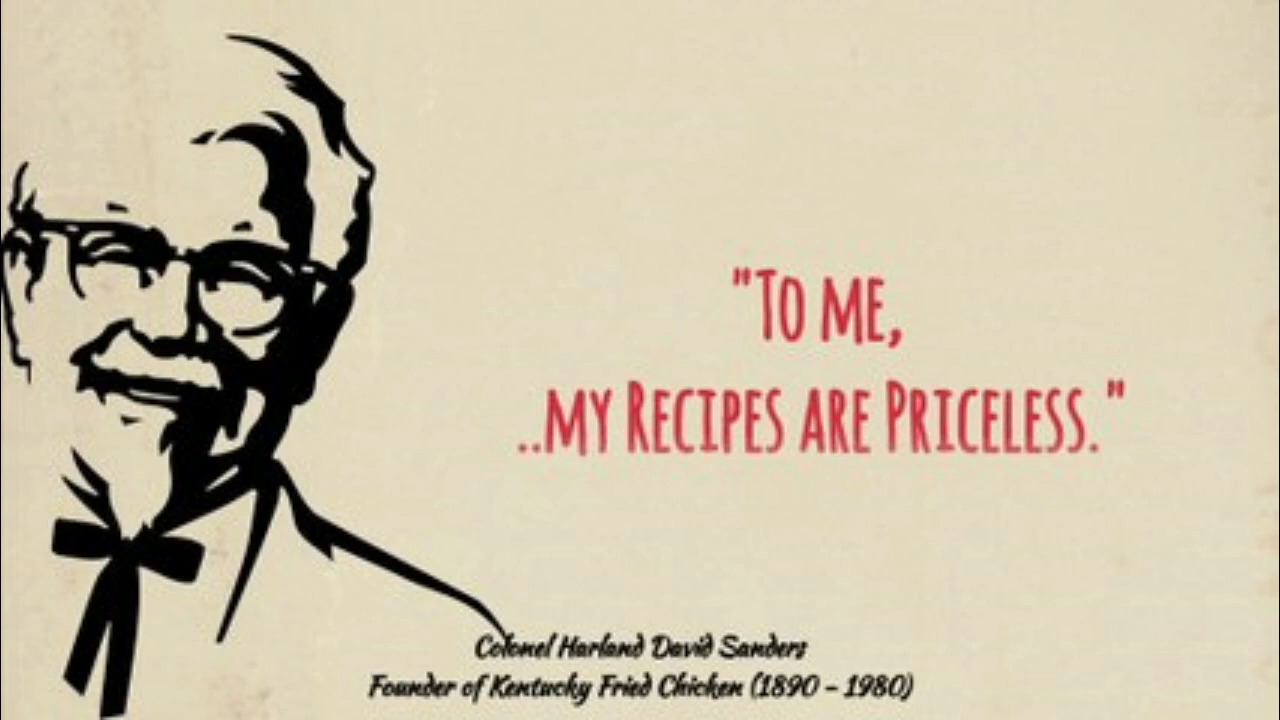 "To me,
..my Recipes are Priceless."
Colonel Harland David Sanders
Founder of Kentucky Fried Chicken (1890 - 1980)